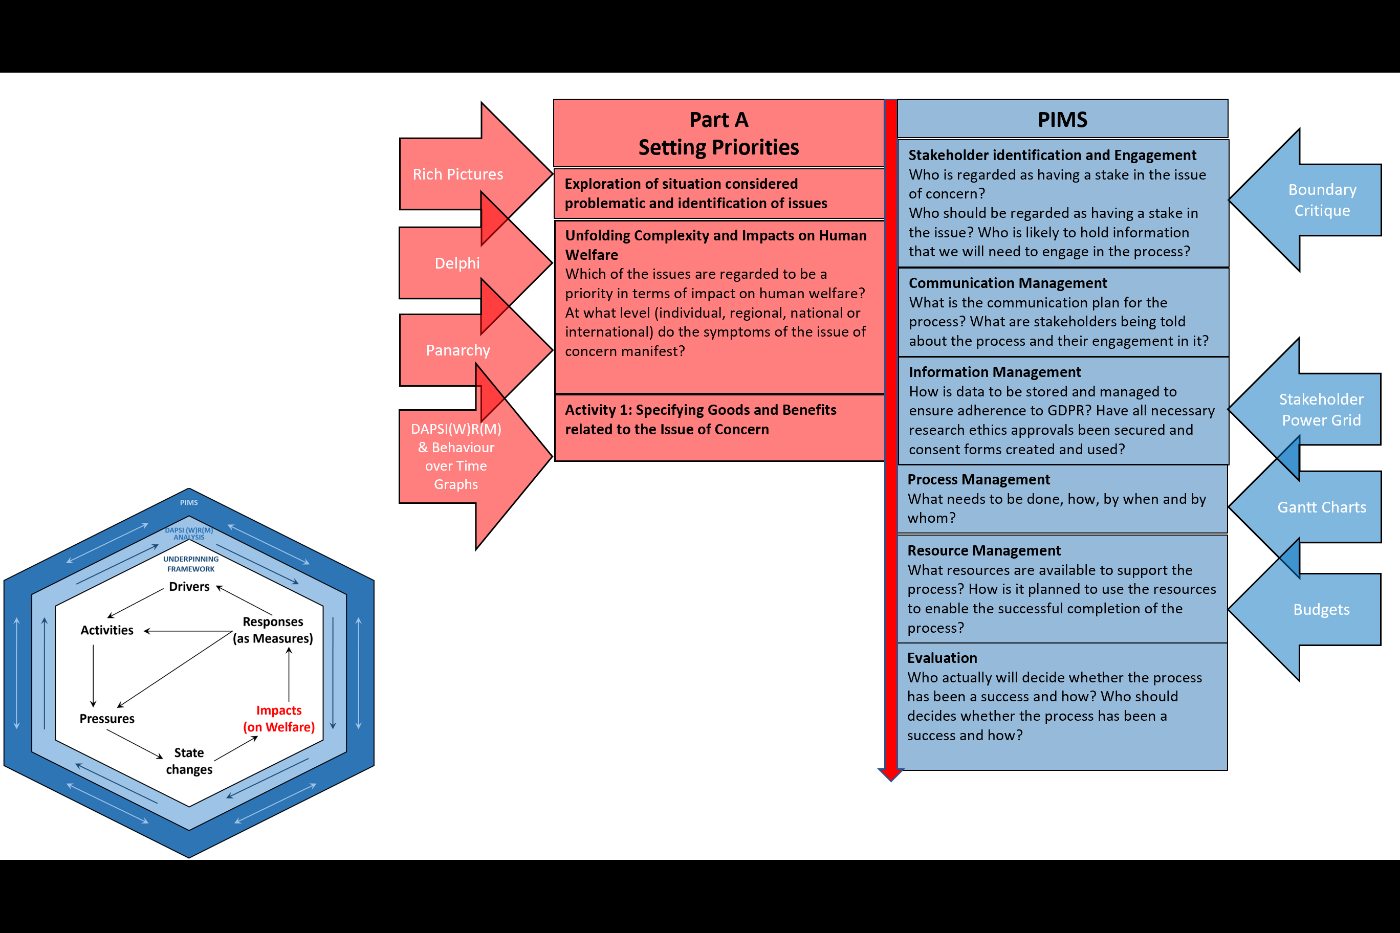 Part A
Setting Priorities
Rich Pictures
Delphi
Panarchy
DAPSI(W)R(M)
& Behaviour
over Time
Graphs
Exploration of situation considered
problematic and identification of issues
Unfolding Complexity and Impacts on Human
Welfare
Which of the issues are regarded to be a
priority in terms of impact on human welfare?
At what level (individual, regional, national or
international) do the symptoms of the issue of
concern manifest?
Activity 1: Specifying Goods and Benefits
related to the Issue of Concern
PIMS
Stakeholder identification and Engagement
Who is regarded as having a stake in the issue
of concern?
Who should be regarded as having a stake in
the issue? Who is likely to hold information
that we will need to engage in the process?
Communication Management
What is the communication plan for the
process? What are stakeholders being told
about the process and their engagement in it?
Information Management
How is data to be stored and managed to
ensure adherence to GDPR? Have all necessary
research ethics approvals been secured and
consent forms created and used?
Process Management
What needs to be done, how, by when and by
whom?
Resource Management
What resources are available to support the
process? How is it planned to use the resources
to enable the successful completion of the
process?
Evaluation
Who actually will decide whether the process
has been a success and how? Who should
decides whether the process has been a
success and how?
Boundary
Critique
Stakeholder
Power Grid
Gantt Charts
Budgets
PIMS
DAPSI(W)R(M)
ANALYSIS
UNDERPINNING
FRAMEWORK
Drivers
Activities
Responses
(as Measures)
Pressures
Impacts
(on Welfare)
State
changes